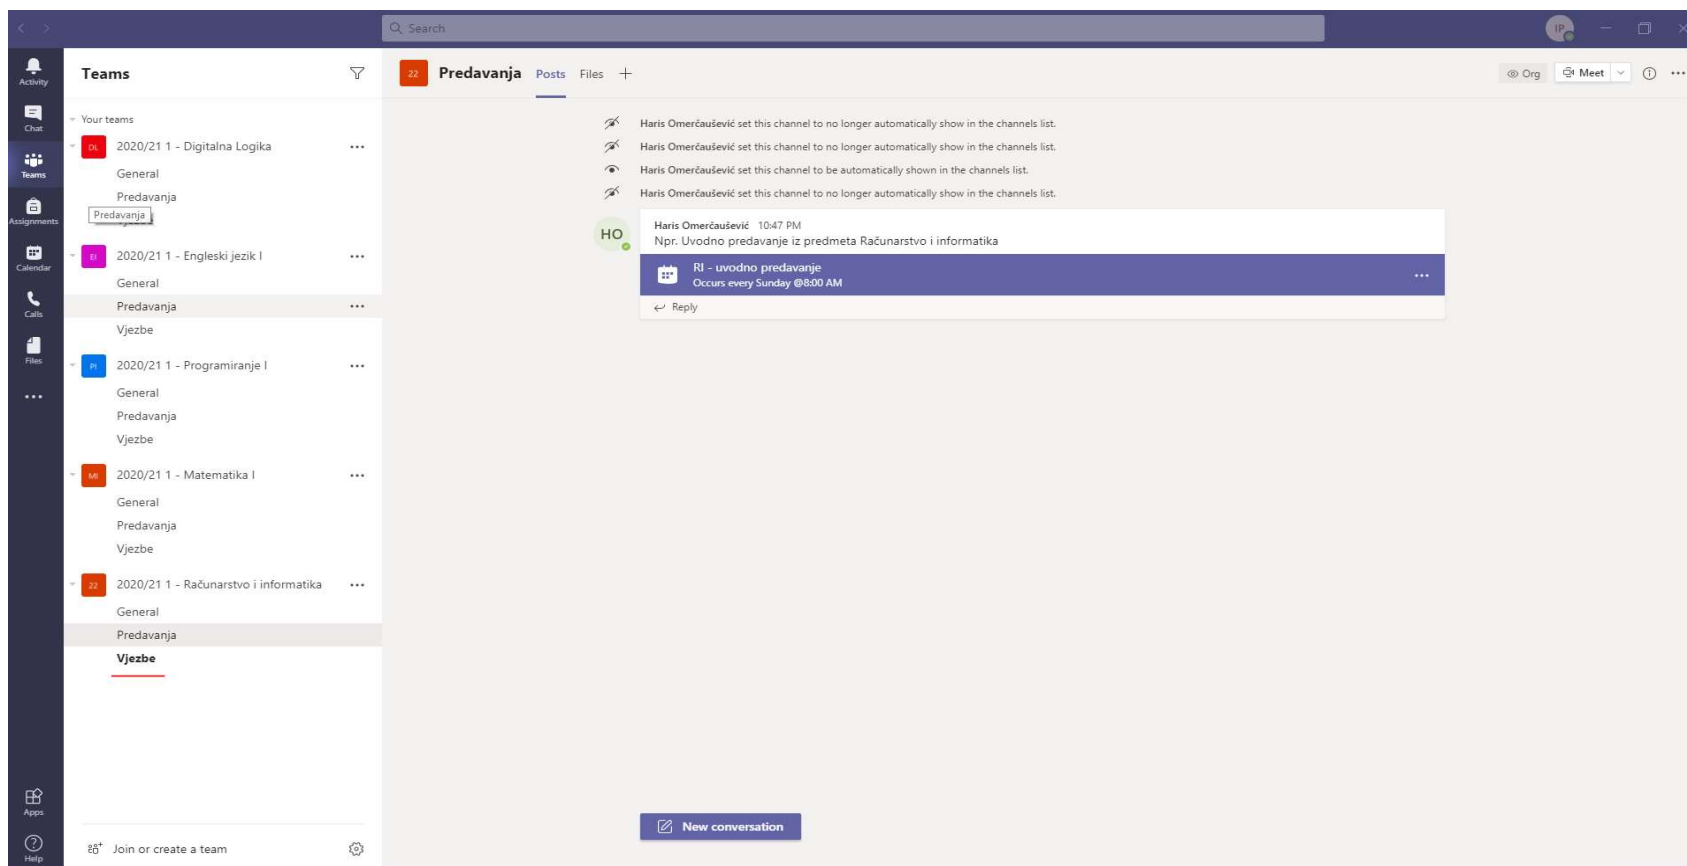 Search
IP
Activity
Chat
Teams
Assignments
Calendar
Calls
Files
Apps
Help
Teams
Your teams
DL 2020/21 1 - Digitalna Logika
General
Predavanja
Predavanja
EI 2020/21 1 - Engleski jezik I
General
Predavanja
Vjezbe
PI 2020/21 1 - Programiranje I
General
Predavanja
Vjezbe
MI 2020/21 1 - Matematika I
General
Predavanja
Vjezbe
22 2020/21 1 - Računarstvo i informatika
General
Predavanja
Vjezbe
Join or create a team
22 Predavanja Posts Files
Org Meet
Haris Omerčaušević set this channel to no longer automatically show in the channels list.
Haris Omerčaušević set this channel to no longer automatically show in the channels list.
Haris Omerčaušević set this channel to be automatically shown in the channels list.
Haris Omerčaušević set this channel to no longer automatically show in the channels list.
HO
Haris Omerčaušević 10:47 PM
Npr. Uvodno predavanje iz predmeta Računarstvo i informatika
RI - uvodno predavanje
Occurs every Sunday @8:00 AM
Reply
New conversation